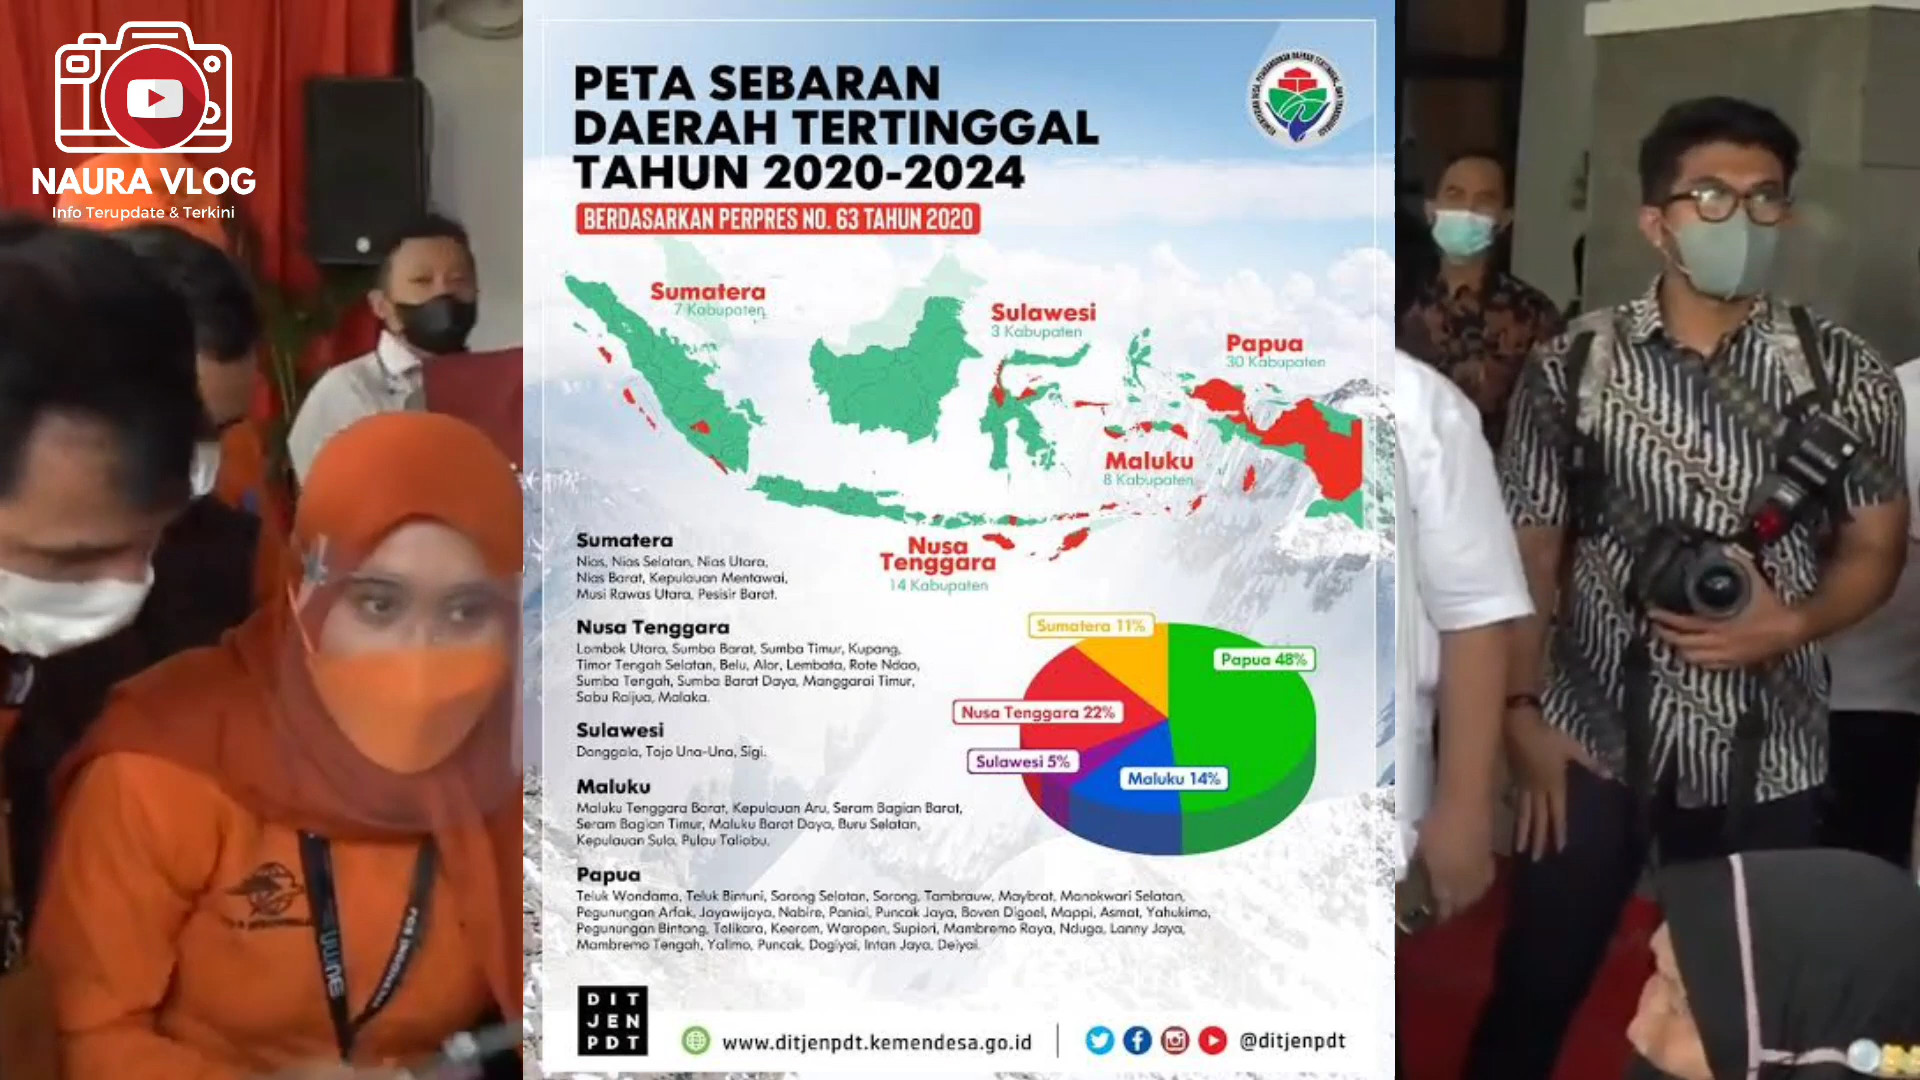 NAURA VLOG
Info Terupdate & Terkini
PETA SEBARAN
DAERAH TERTINGGAL
TAHUN 2020-2024
BERDASARKAN PERPRES NO. 63 TAHUN 2020
Sumatera
7 Kabupaten
Sulawesi
3 Kabupaten
Papua
30 Kabupaten
Maluku
8 Kabupaten
Nusa
Tenggara
14 Kabupaten
Sumatera
Nias, Nias Selatan, Nias Utara,
Nias Barat, Kepulauan Mentawai,
Musi Rawas Utara, Pesisir Barat.
Nusa Tenggara
Lombok Utara, Sumba Barat, Sumba Timur, Kupang,
Timor Tengah Selatan, Belu, Alor, Lembata, Rote Ndao,
Sumba Tengah, Sumba Barat Daya, Manggarai Timur,
Sabu Raijua, Malaka.
Sulawesi
Donggala, Tojo Una-Una, Sigi.
Maluku
Maluku Tenggara Barat, Kepulauan Aru, Seram Bagian Barat,
Seram Bagian Timur, Maluku Barat Daya, Buru Selatan,
Kepulauan Sula, Pulau Taliabu.
Papua
Teluk Wondama, Teluk Bintuni, Sorong Selatan, Sorong, Tambrauw, Maybrat, Manokwari Selatan,
Pegunungan Arfak, Jayawijaya, Nabire, Paniai, Puncak Jaya, Boven Digoel, Mappi, Asmat, Yahukimo,
Pegunungan Bintang, Tolikara, Keerom, Waropen, Supiori, Mambremo Raya, Nduga, Lanny Jaya,
Mambremo Tengah, Yalimo, Puncak, Dogiyai, Intan Jaya, Deiyai.
Sumatera 11%
Papua 48%
Nusa Tenggara 22%
Sulawesi 5%
Maluku 14%
DIT
JEN
PDT
www.ditjenpdt.kemendesa.go.id
@ditjenpdt